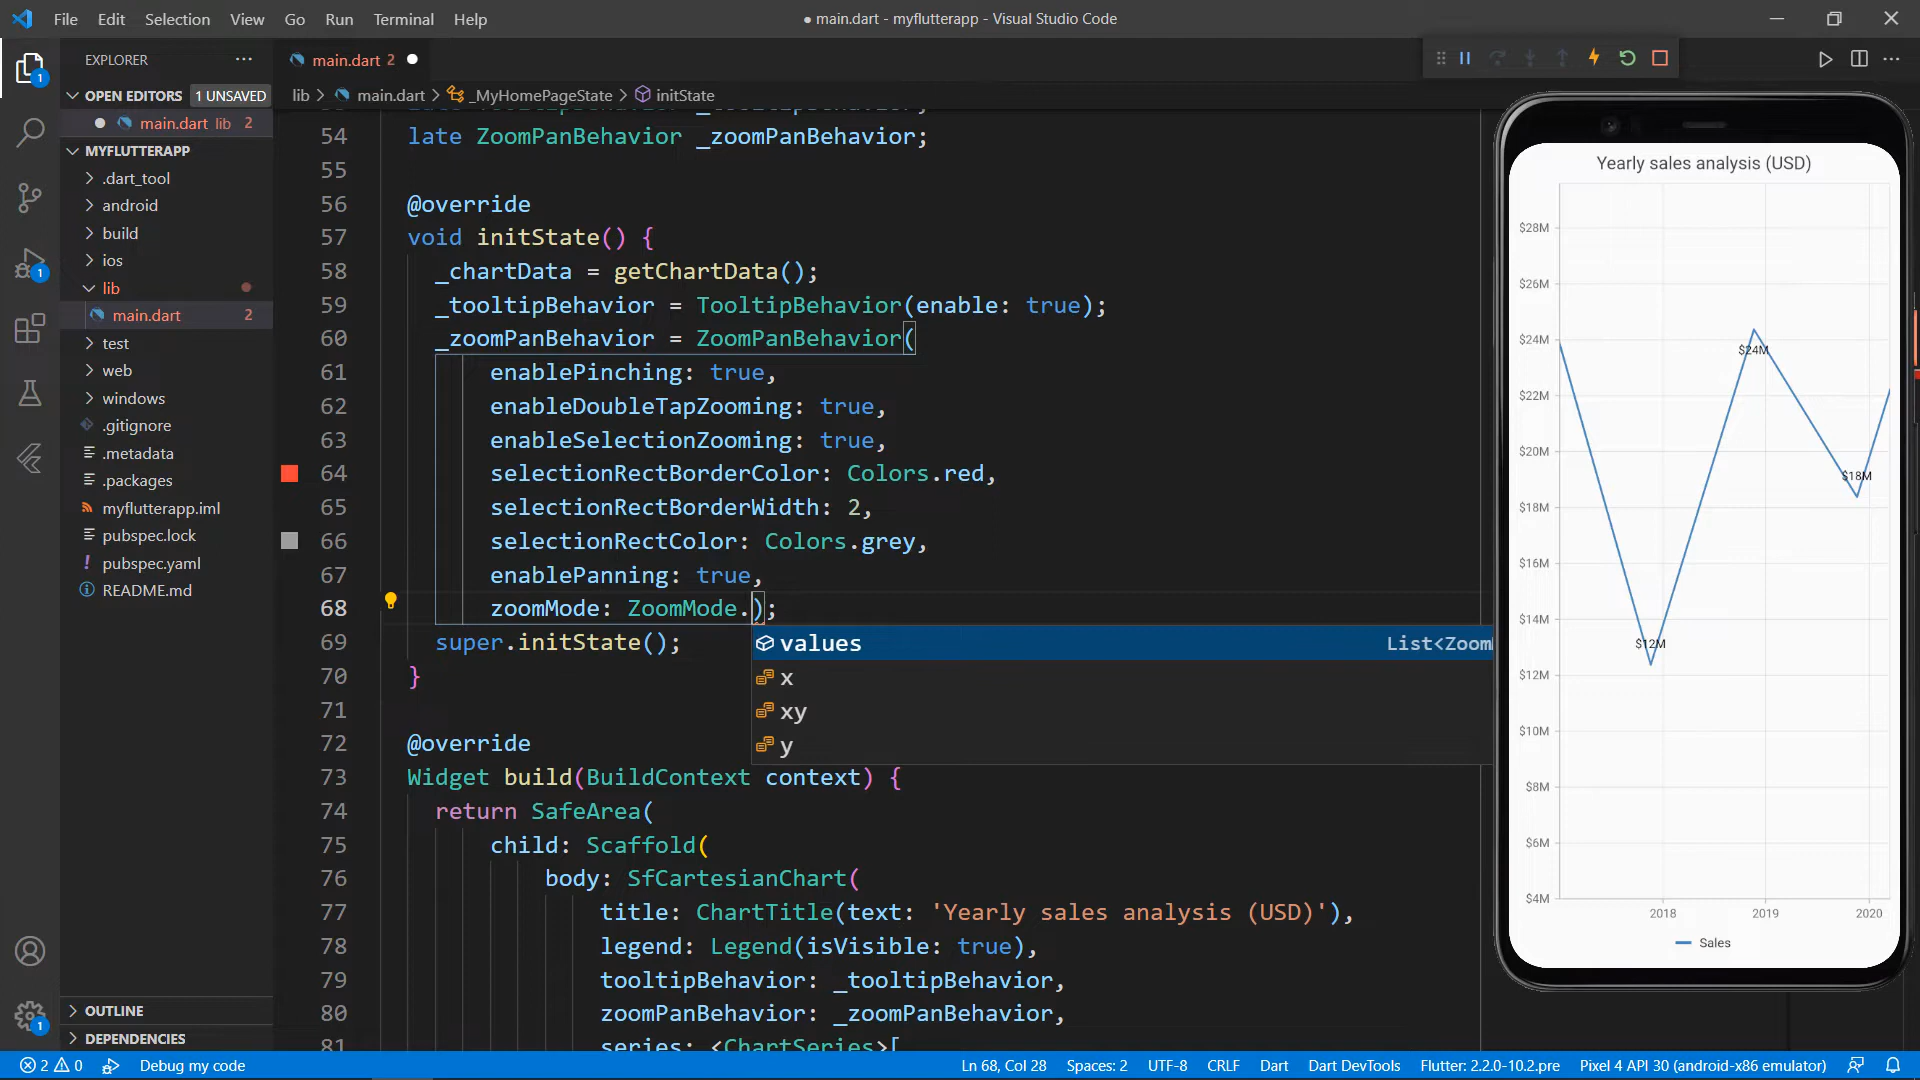 File Edit Selection View Go Run Terminal Help
● main.dart - myflutterapp - Visual Studio Code
EXPLORER
main.dart 2
OPEN EDITORS 1 UNSAVED
main.dart lib 2
MYFLUTTERAPP
.dart_tool
android
build
ios
lib
main.dart 2
test
web
windows
.gitignore
.metadata
.packages
myflutterapp.iml
pubspec.lock
pubspec.yaml
README.md
OUTLINE
DEPENDENCIES
1
1
1
lib > main.dart > _MyHomePageState > initState
54 late ZoomPanBehavior _zoomPanBehavior;
55
56 @override
57 void initState() {
58 _chartData = getChartData();
59 _tooltipBehavior = TooltipBehavior(enable: true);
60 _zoomPanBehavior = ZoomPanBehavior(
61 enablePinching: true,
62 enableDoubleTapZooming: true,
63 enableSelectionZooming: true,
64 selectionRectBorderColor: Colors.red,
65 selectionRectBorderWidth: 2,
66 selectionRectColor: Colors.grey,
67 enablePanning: true,
68 zoomMode: ZoomMode.);
values List<Zoom
x
xy
y
69 super.initState();
70 }
71
72 @override
73 Widget build(BuildContext context) {
74 return SafeArea(
75 child: Scaffold(
76 body: SfCartesianChart(
77 title: ChartTitle(text: 'Yearly sales analysis (USD)'),
78 legend: Legend(isVisible: true),
79 tooltipBehavior: _tooltipBehavior,
80 zoomPanBehavior: _zoomPanBehavior,
81 series: <ChartSeries>[
Yearly sales analysis (USD)
$28M
$26M
$24M
$22M
$20M
$18M
$16M
$14M
$12M
$10M
$8M
$6M
$4M
$24M
$18M
$12M
2018 2019 2020
Sales
2 0 Debug my code
Ln 68, Col 28 Spaces: 2 UTF-8 CRLF Dart Dart DevTools Flutter: 2.2.0-10.2.pre Pixel 4 API 30 (android-x86 emulator)